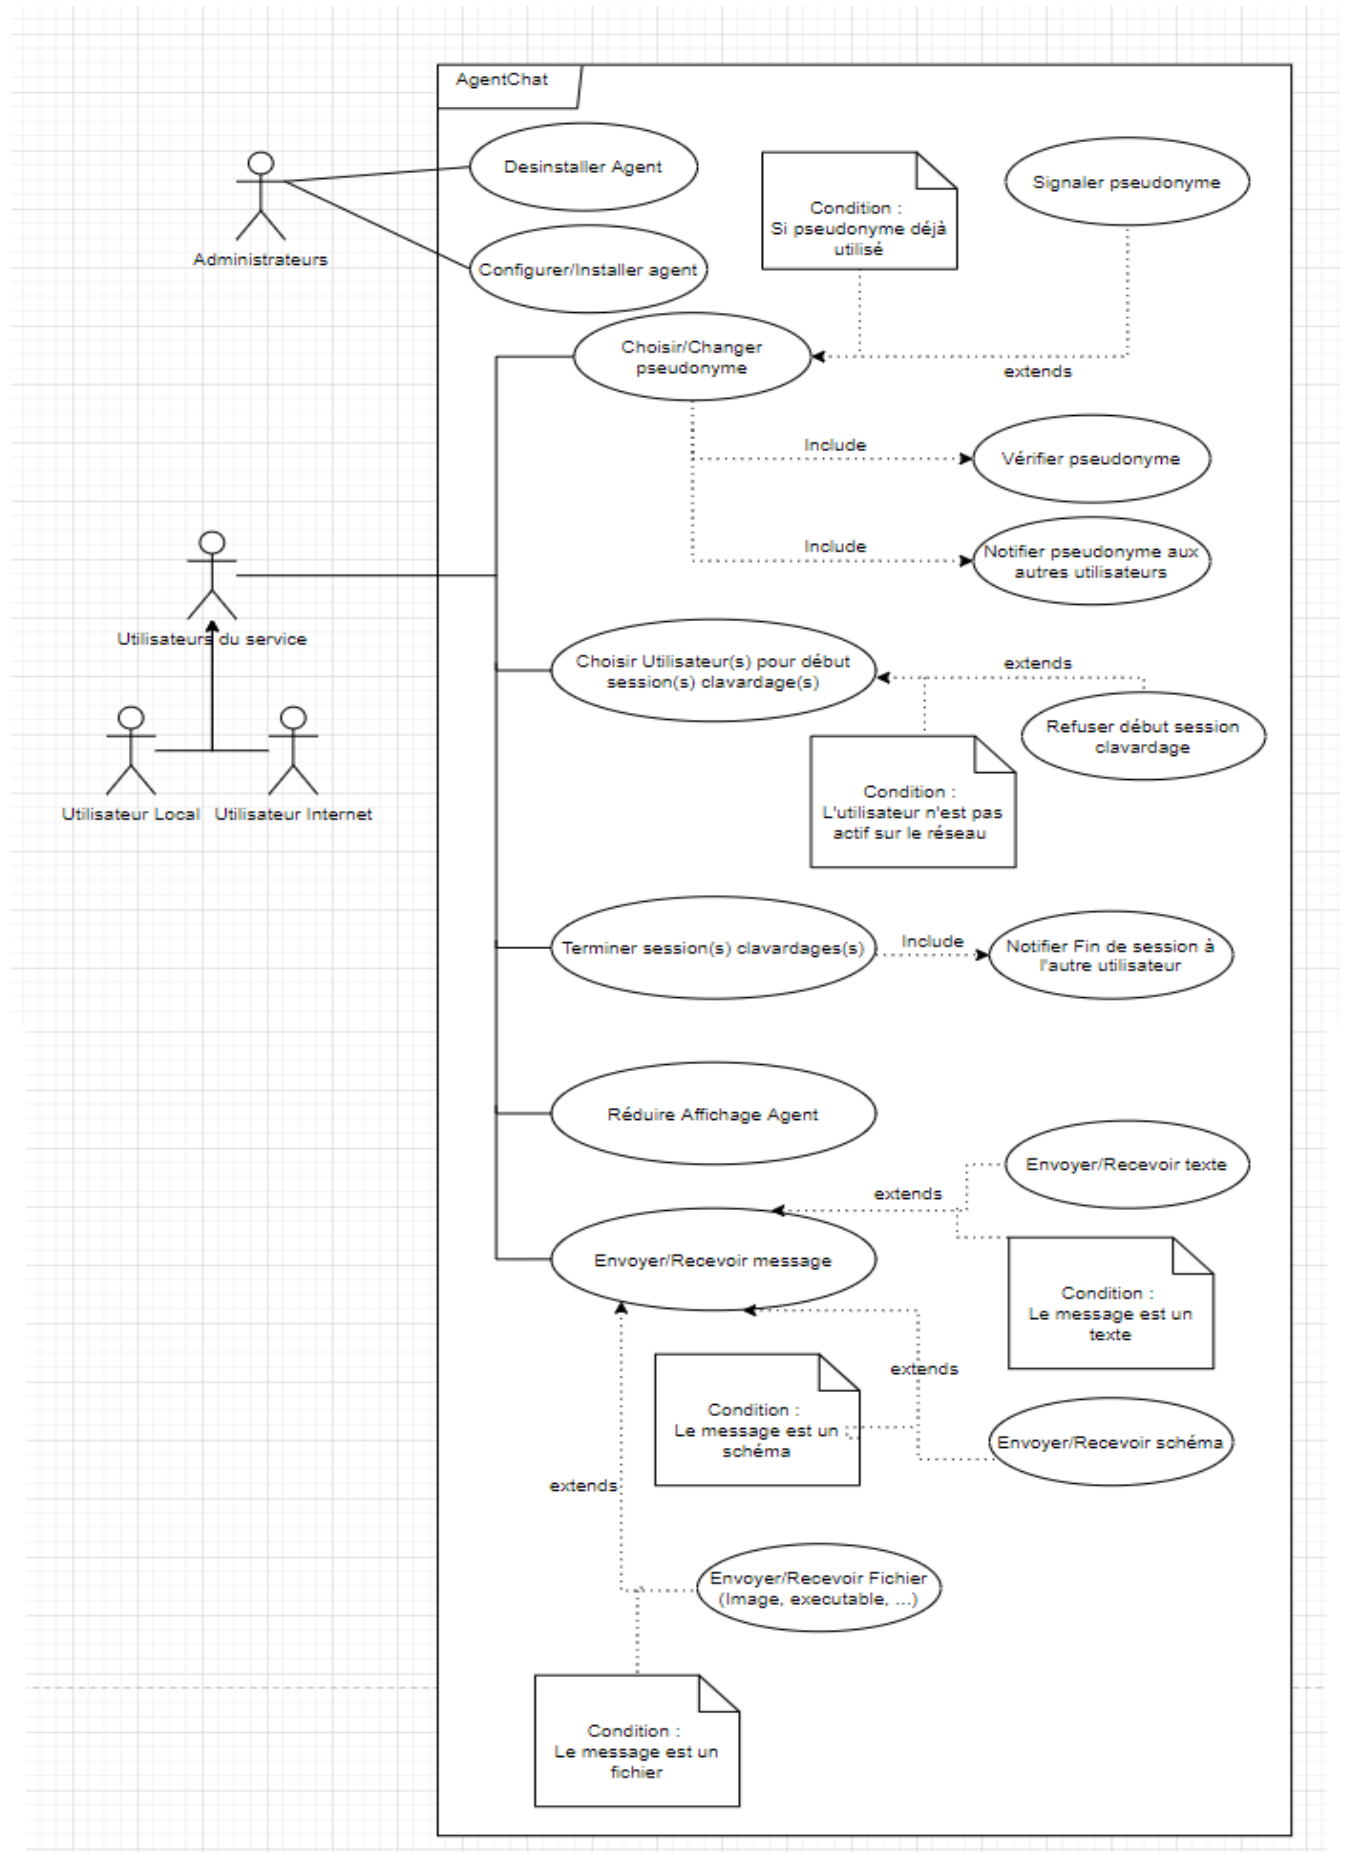 AgentChat
Desinstaller Agent
Administrateurs
Configurer/Installer agent
Condition :
Si pseudonyme déjà
utilisé
Signaler pseudonyme
Choisir/Changer
pseudonyme
extends
Include
Vérifier pseudonyme
Include
Notifier pseudonyme aux
autres utilisateurs
Utilisateurs du service
Utilisateur Local
Utilisateur Internet
Choisir Utilisateur(s) pour début
session(s) clavardage(s)
extends
Refuser début session
clavardage
Condition :
L'utilisateur n'est pas
actif sur le réseau
Terminer session(s) clavardages(s)
Include
Notifier Fin de session à
l'autre utilisateur
Réduire Affichage Agent
Envoyer/Recevoir texte
extends
Envoyer/Recevoir message
Condition :
Le message est un
texte
extends
Condition :
Le message est un
schéma
Envoyer/Recevoir schéma
extends
Envoyer/Recevoir Fichier
(Image, executable, ...)
Condition :
Le message est un
fichier